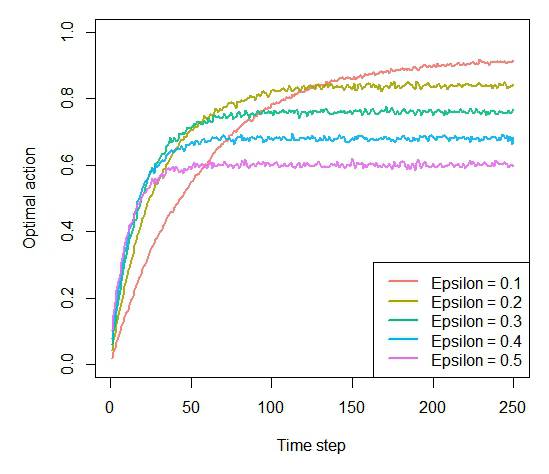 1.0
0.8
0.6
0.4
0.2
0.0
Optimal action
Epsilon = 0.1
Epsilon = 0.2
Epsilon = 0.3
Epsilon = 0.4
Epsilon = 0.5
0 50 100 150 200 250
Time step